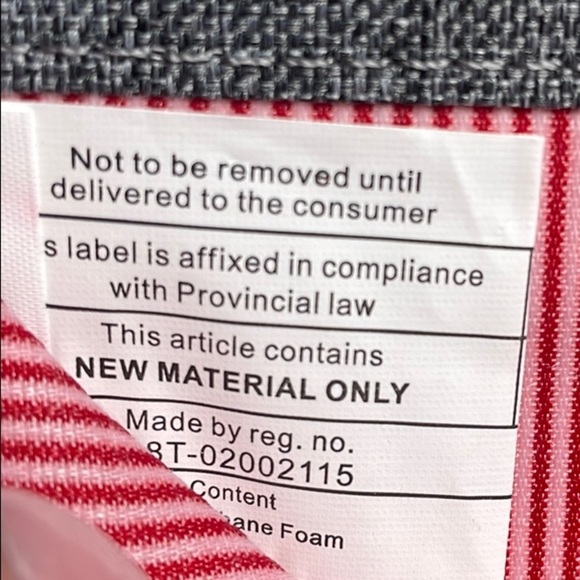 Not to be removed until
delivered to the consumer
s label is affixed in compliance
with Provincial law
This article contains
NEW MATERIAL ONLY
Made by reg. no.
8T-02002115
Content
ane Foam